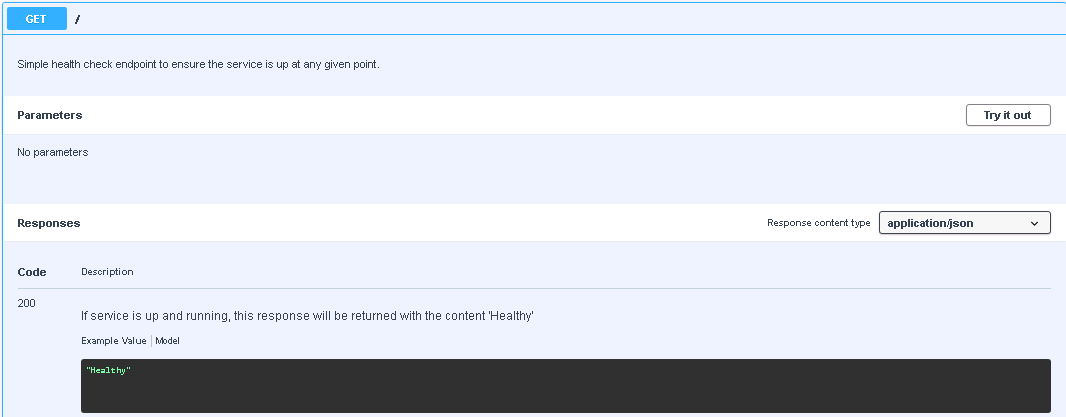 GET /
Simple health check endpoint to ensure the service is up at any given point.
Parameters Try it out
No parameters
Responses Response content type application/json
Code Description
200
If service is up and running, this response will be returned with the content 'Healthy'
Example Value Model
"Healthy"